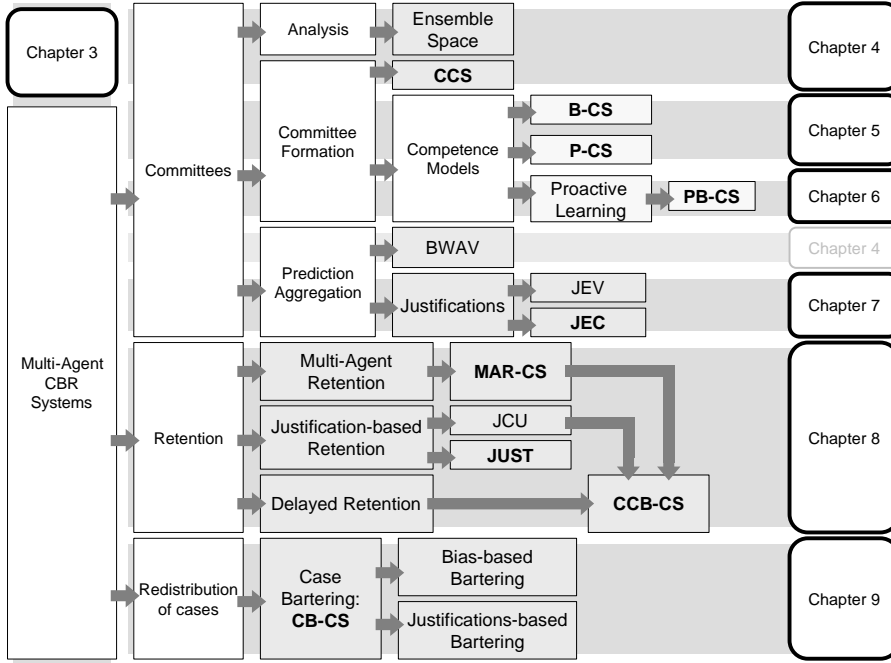 Chapter 3
Multi-Agent
CBR
Systems
Committees
Analysis
Ensemble
Space
Chapter 4
Committee
Formation
CCS
Competence
Models
B-CS
P-CS
Chapter 5
Proactive
Learning
PB-CS
Chapter 6
Prediction
Aggregation
BWAV
Chapter 4
Justifications
JEV
JEC
Chapter 7
Retention
Multi-Agent
Retention
MAR-CS
Justification-based
Retention
JCU
JUST
Delayed Retention
CCB-CS
Chapter 8
Redistribution
of cases
Case
Bartering:
CB-CS
Bias-based
Bartering
Justifications-based
Bartering
Chapter 9